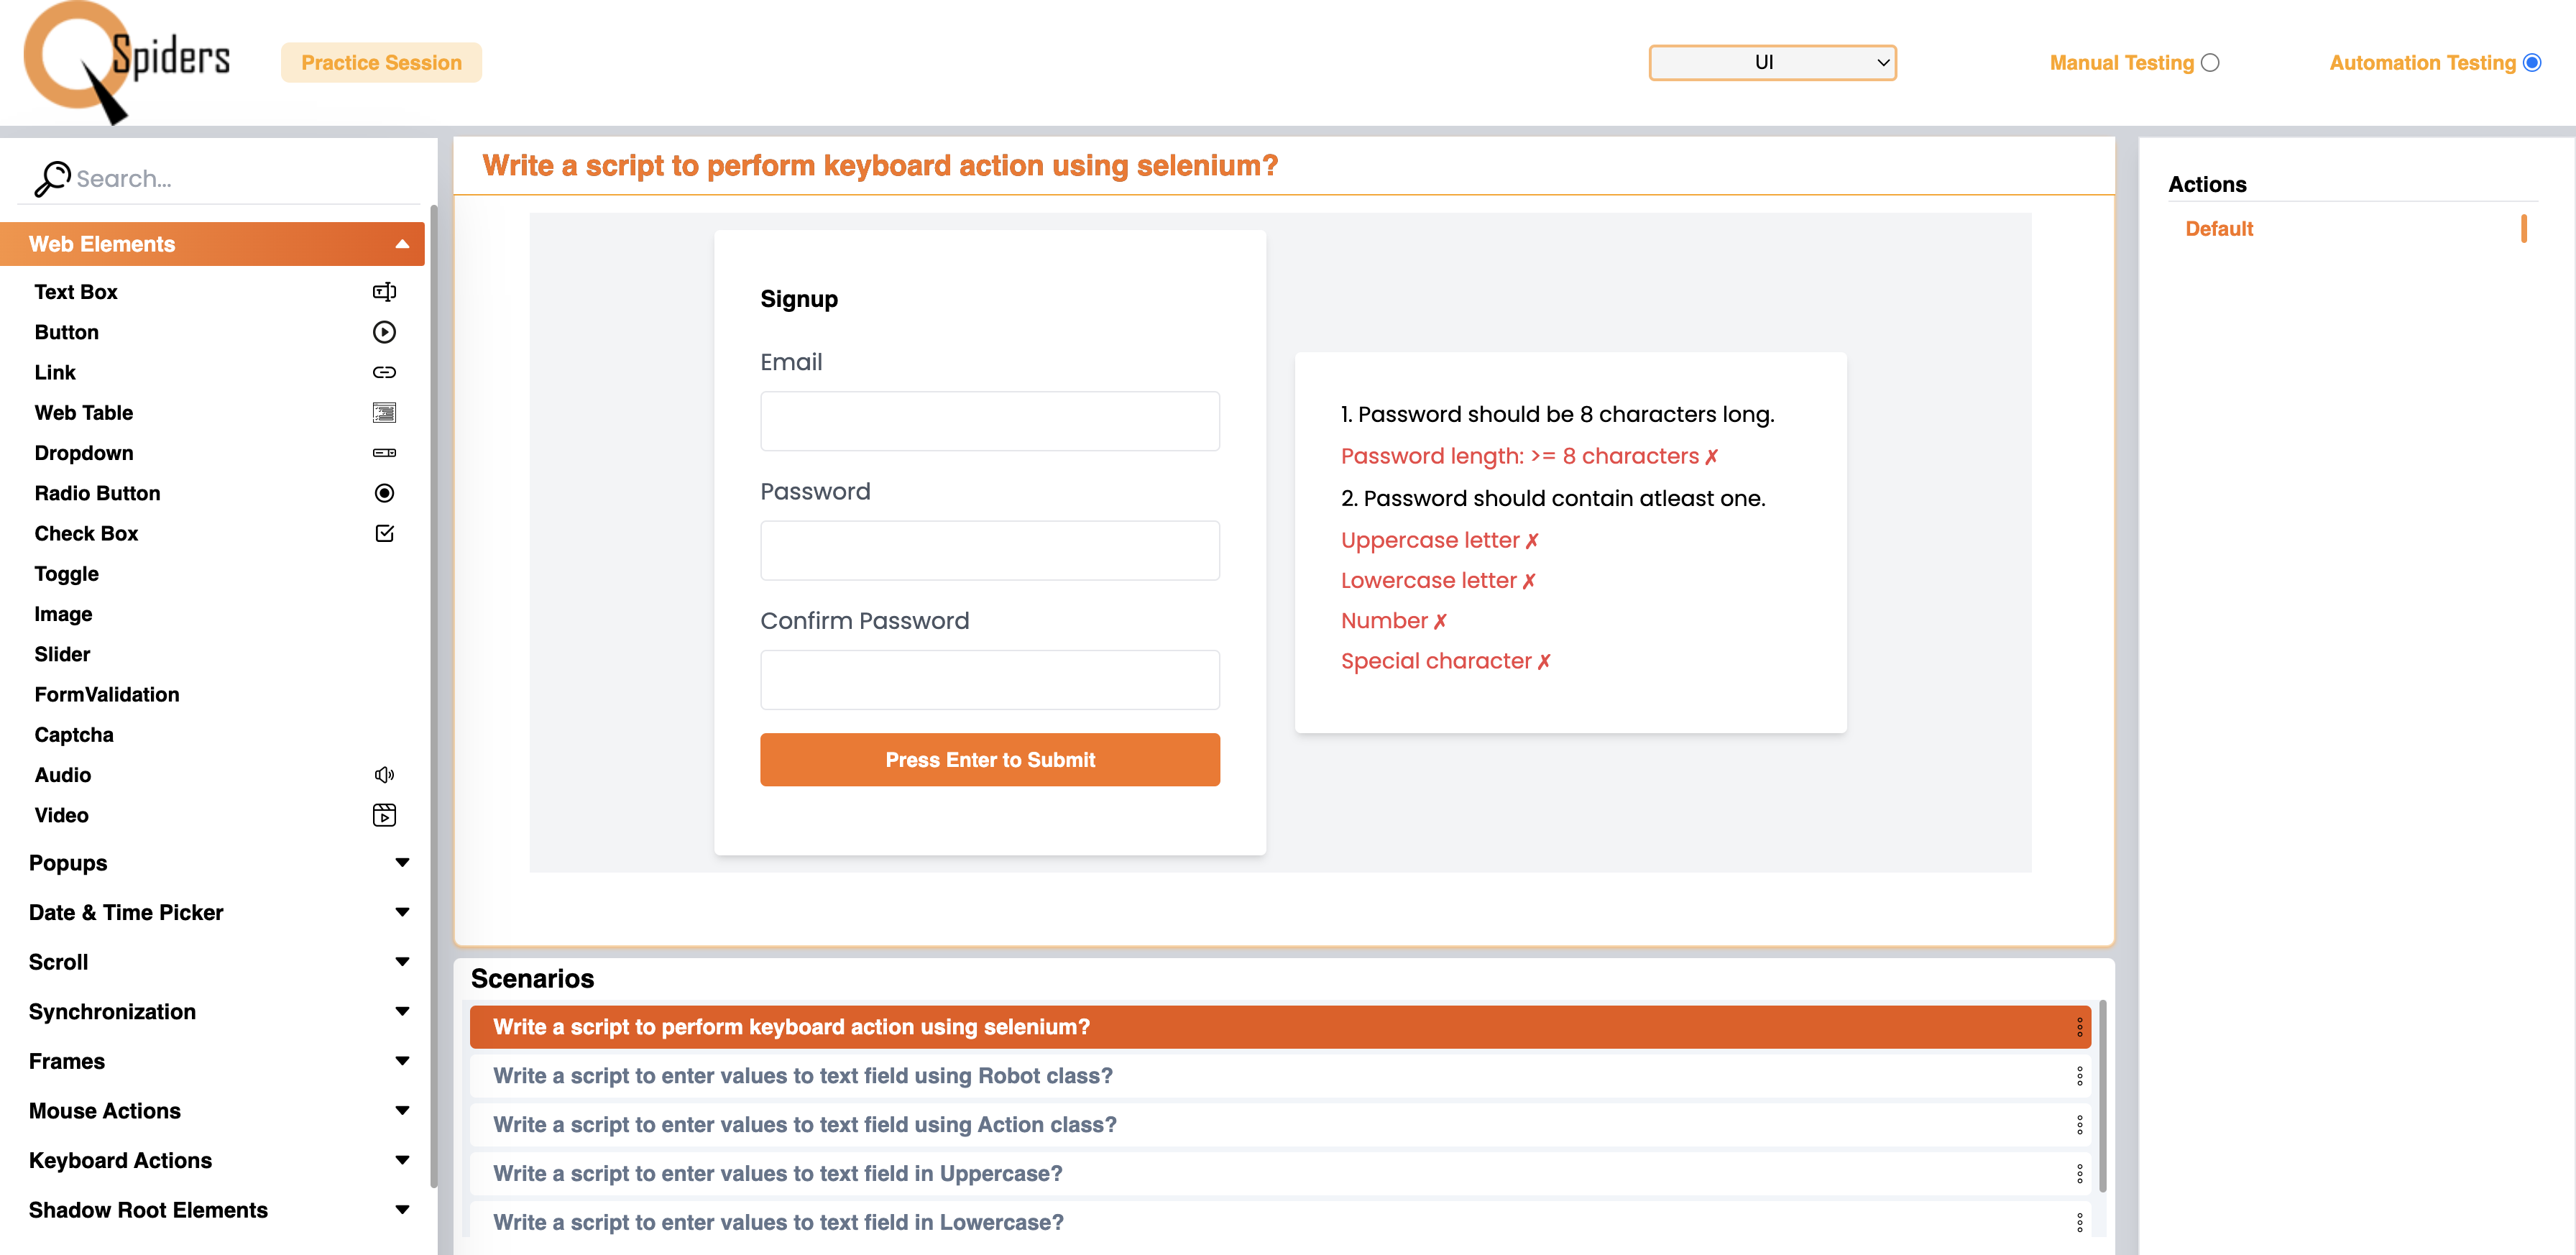 Spiders
Practice Session
UI
Manual Testing
Automation Testing
Search...
Web Elements
Text Box
Button
Link
Web Table
Dropdown
Radio Button
Check Box
Toggle
Image
Slider
FormValidation
Captcha
Audio
Video
Popups
Date & Time Picker
Scroll
Synchronization
Frames
Mouse Actions
Keyboard Actions
Shadow Root Elements
Write a script to perform keyboard action using selenium?
Signup
Email
Password
Confirm Password
Press Enter to Submit
1. Password should be 8 characters long.
Password length: >= 8 characters ✗
2. Password should contain atleast one.
Uppercase letter ✗
Lowercase letter ✗
Number ✗
Special character ✗
Scenarios
Write a script to perform keyboard action using selenium?
Write a script to enter values to text field using Robot class?
Write a script to enter values to text field using Action class?
Write a script to enter values to text field in Uppercase?
Write a script to enter values to text field in Lowercase?
Actions
Default